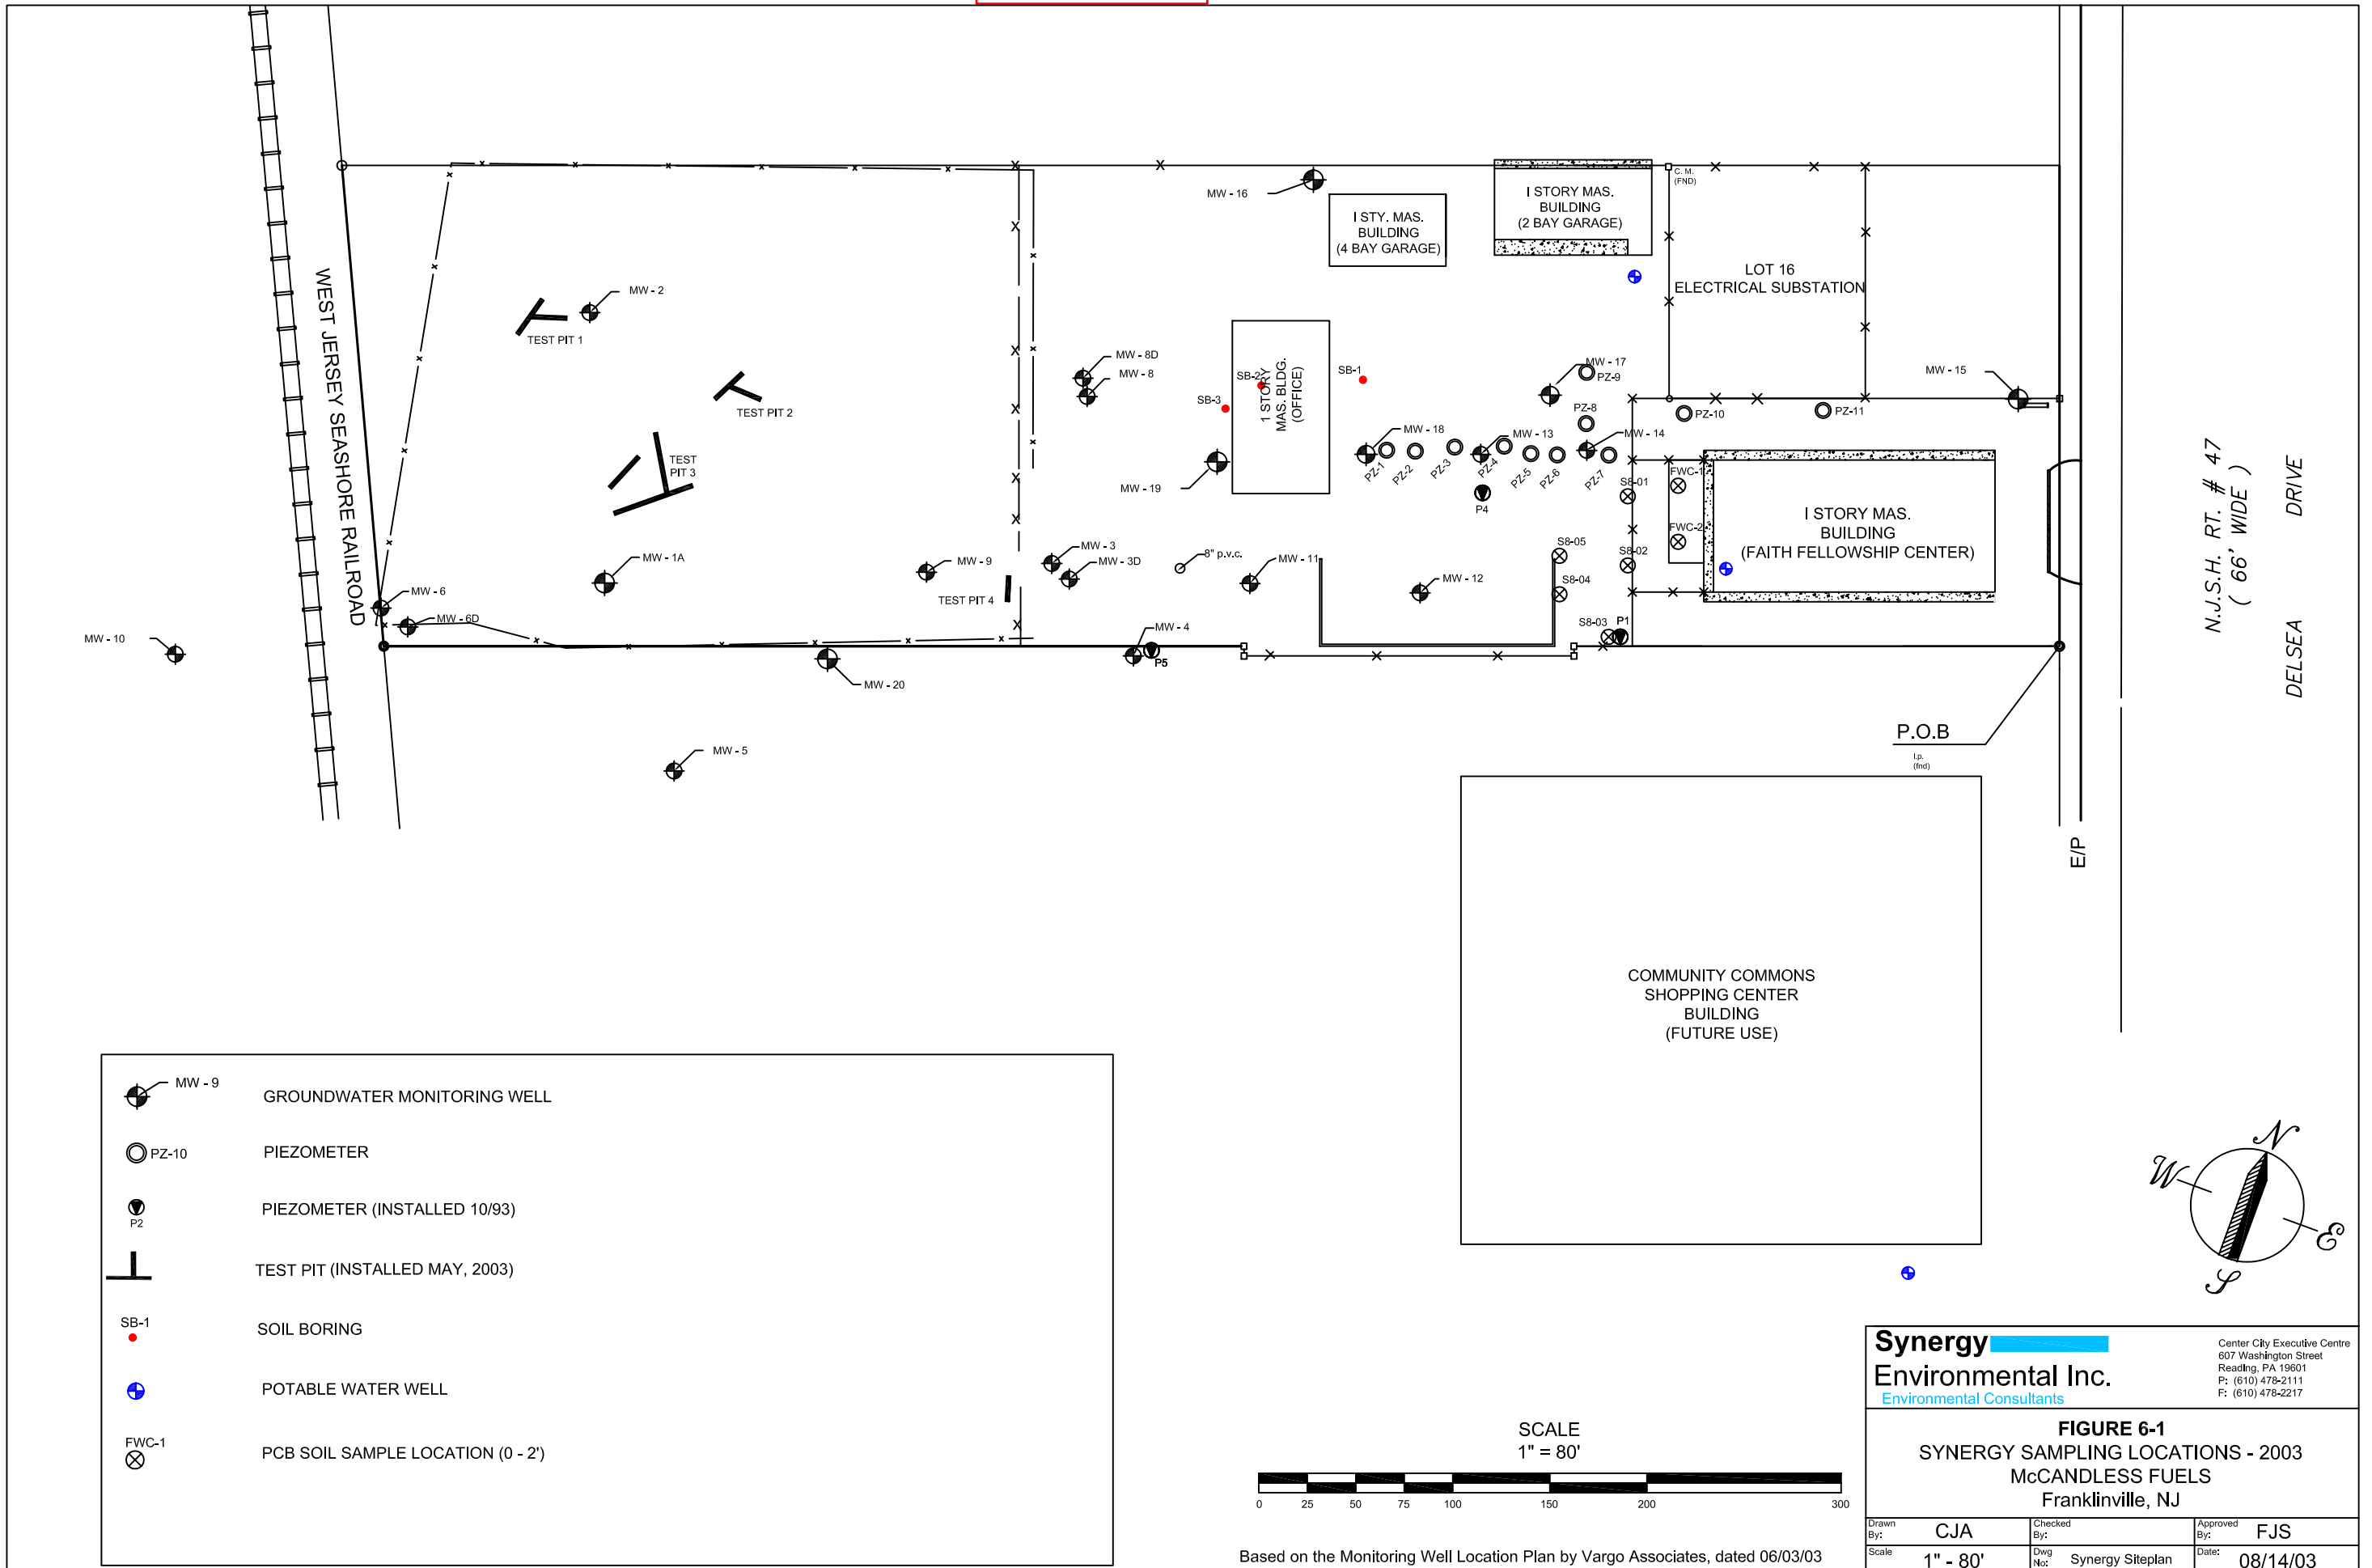 WEST JERSEY SEASHORE RAILROAD
MW - 16
I STY. MAS.
BUILDING
(4 BAY GARAGE)
I STORY MAS.
BUILDING
(2 BAY GARAGE)
C. M.
(FND)
LOT 16
ELECTRICAL SUBSTATION
MW - 2
TEST PIT 1
TEST PIT 2
TEST
PIT 3
MW - 8D
MW - 8
SB-3
SB-2
1 STORY
MAS. BLDG.
(OFFICE)
SB-1
MW - 17
PZ-9
PZ-8
MW - 15
PZ-10
PZ-11
MW - 18
MW - 13
MW - 14
PZ-1
PZ-2
PZ-3
PZ-4
PZ-5
PZ-6
PZ-7
MW - 19
P4
S8-01
FWC-1
FWC-2
S8-02
S8-05
S8-04
S8-03
P1
I STORY MAS.
BUILDING
(FAITH FELLOWSHIP CENTER)
MW - 1A
MW - 9
TEST PIT 4
MW - 3
MW - 3D
8" p.v.c.
MW - 11
MW - 12
MW - 6
MW - 6D
MW - 10
MW - 4
P5
MW - 20
MW - 5
N.J.S.H. RT. # 47
( 66' WIDE )
DELSEA DRIVE
P.O.B
i.p.
(fnd)
E/P
COMMUNITY COMMONS
SHOPPING CENTER
BUILDING
(FUTURE USE)
N
W
E
S
MW - 9
GROUNDWATER MONITORING WELL
PZ-10
PIEZOMETER
P2
PIEZOMETER (INSTALLED 10/93)
TEST PIT (INSTALLED MAY, 2003)
SB-1
SOIL BORING
POTABLE WATER WELL
FWC-1
PCB SOIL SAMPLE LOCATION (0 - 2')
SCALE
1" = 80'
0 25 50 75 100 150 200 300
Based on the Monitoring Well Location Plan by Vargo Associates, dated 06/03/03
Synergy
Environmental Inc.
Environmental Consultants
Center City Executive Centre
607 Washington Street
Reading, PA 19601
P: (610) 478-2111
F: (610) 478-2217
FIGURE 6-1
SYNERGY SAMPLING LOCATIONS - 2003
McCANDLESS FUELS
Franklinville, NJ
Drawn By: CJA
Checked By:
Approved By: FJS
Scale 1" - 80'
Dwg No: Synergy Siteplan
Date: 08/14/03